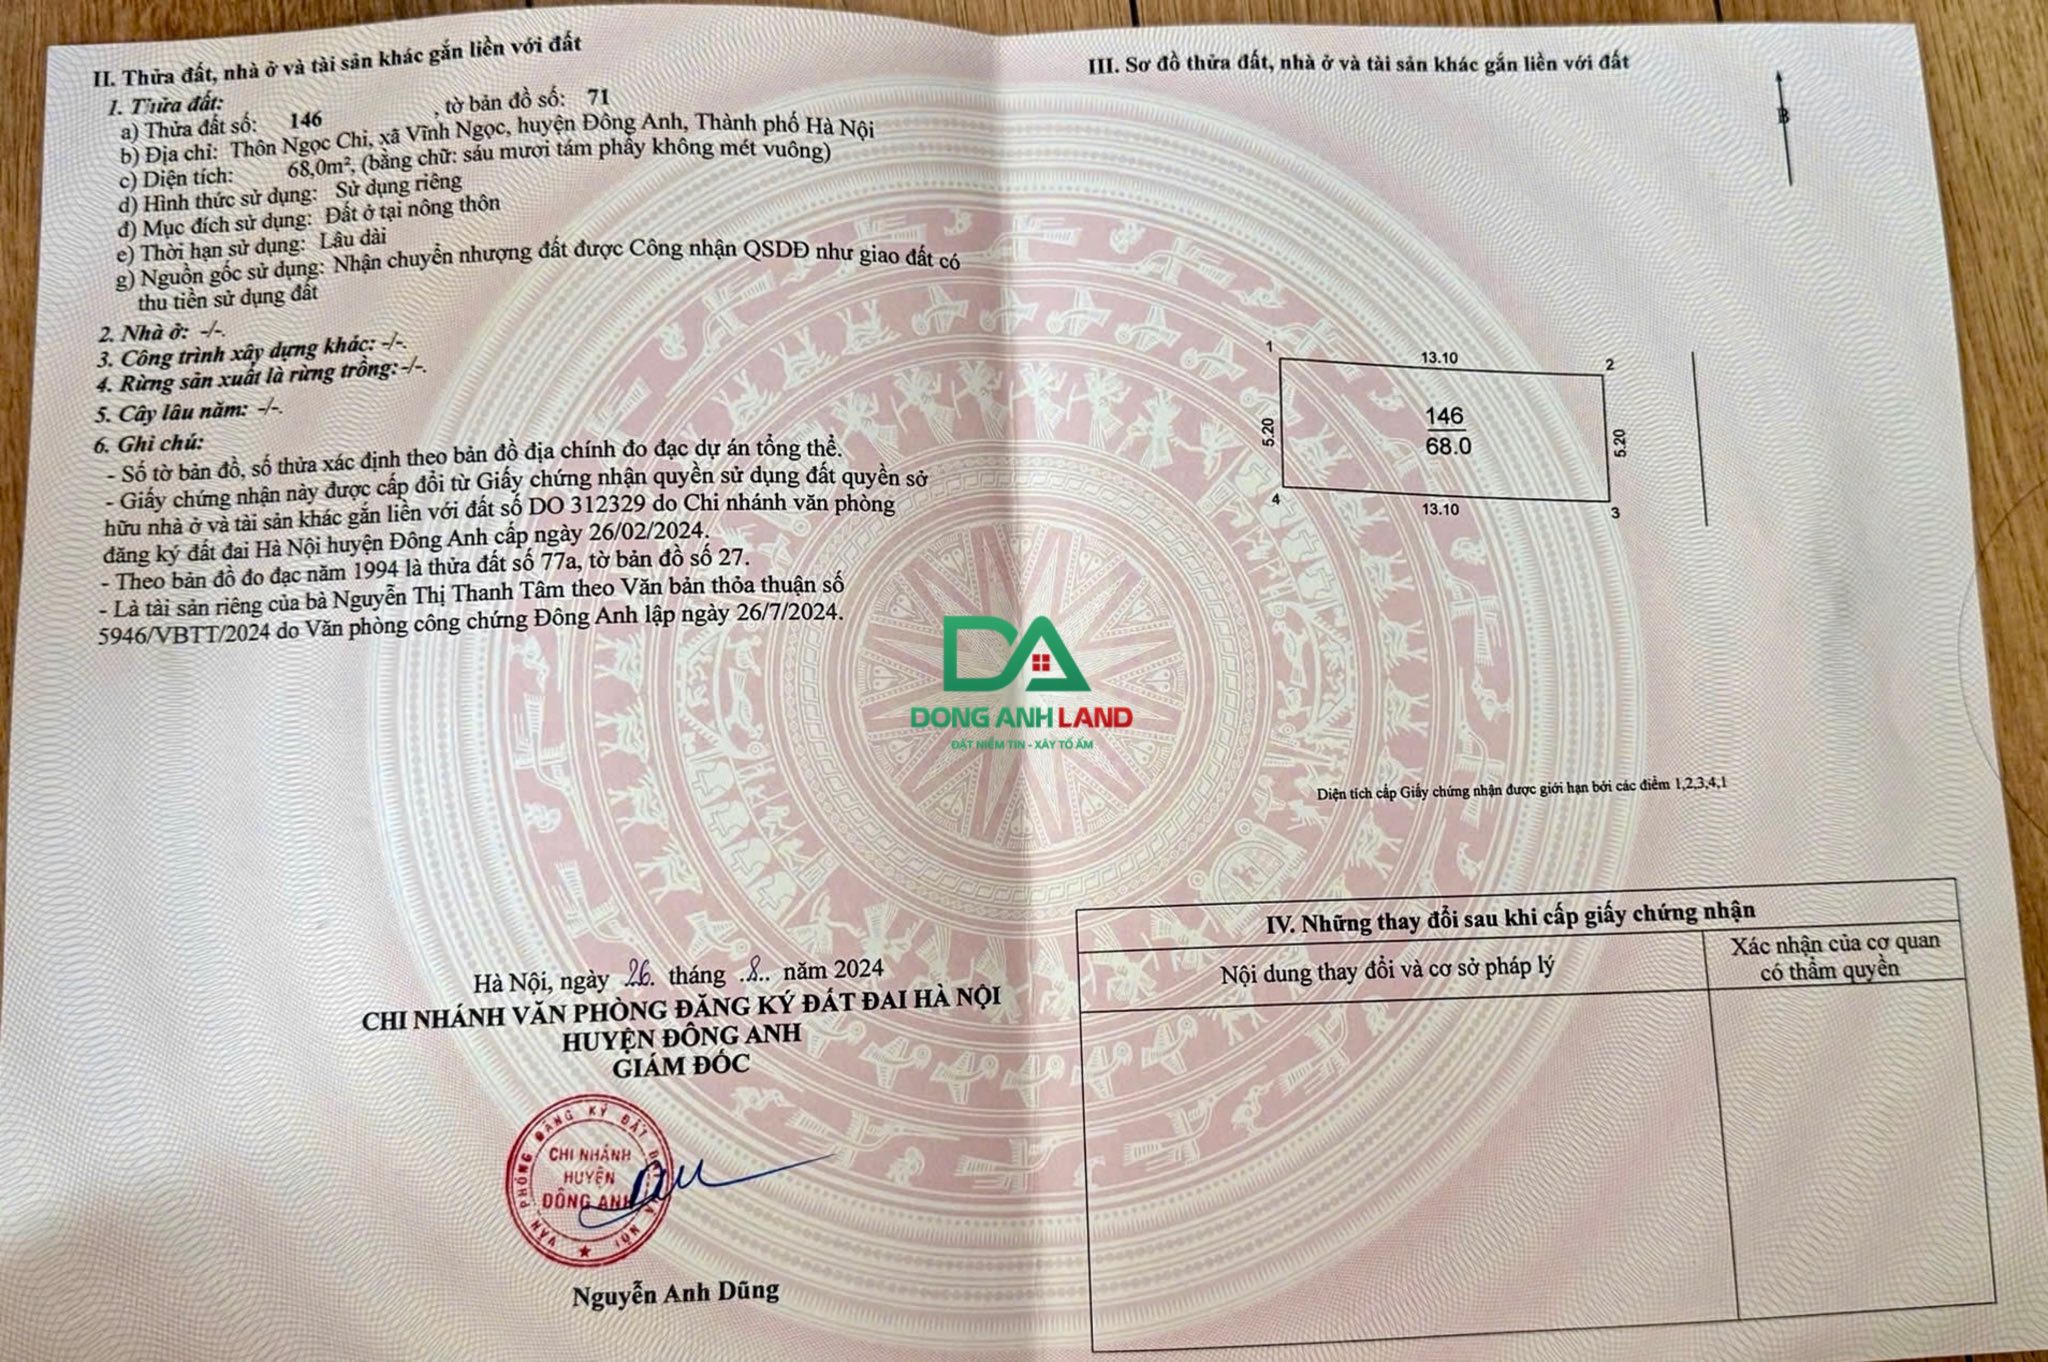 II. Thửa đất, nhà ở và tài sản khác gắn liền với đất
1. Thửa đất:
a) Thửa đất số: 146 , tờ bản đồ số: 71
b) Địa chỉ: Thôn Ngọc Chi, xã Vĩnh Ngọc, huyện Đông Anh, Thành phố Hà Nội
c) Diện tích: 68,0m², (bằng chữ: sáu mươi tám phẩy không mét vuông)
d) Hình thức sử dụng: Sử dụng riêng
đ) Mục đích sử dụng: Đất ở tại nông thôn
e) Thời hạn sử dụng: Lâu dài
g) Nguồn gốc sử dụng: Nhận chuyển nhượng đất được Công nhận QSDĐ như giao đất có
thu tiền sử dụng đất
2. Nhà ở: -/-.
3. Công trình xây dựng khác: -/-.
4. Rừng sản xuất là rừng trồng: -/-.
5. Cây lâu năm: -/-.
6. Ghi chú:
- Số tờ bản đồ, số thửa xác định theo bản đồ địa chính đo đạc dự án tổng thể.
- Giấy chứng nhận này được cấp đổi từ Giấy chứng nhận quyền sử dụng đất quyền sở
hữu nhà ở và tài sản khác gắn liền với đất số DO 312329 do Chi nhánh văn phòng
đăng ký đất đai Hà Nội huyện Đông Anh cấp ngày 26/02/2024.
- Theo bản đồ đo đạc năm 1994 là thửa đất số 77a, tờ bản đồ số 27.
- Là tài sản riêng của bà Nguyễn Thị Thanh Tâm theo Văn bản thỏa thuận số
5946/VBTT/2024 do Văn phòng công chứng Đông Anh lập ngày 26/7/2024.
Hà Nội, ngày 26. tháng .8.. năm 2024
CHI NHÁNH VĂN PHÒNG ĐĂNG KÝ ĐẤT ĐAI HÀ NỘI
HUYỆN ĐÔNG ANH
GIÁM ĐÓC
VĂN PHÒNG ĐĂNG KÝ ĐẤT ĐAI HÀ NỘI
CHI NHÁNH
HUYỆN
ĐÔNG ANH
Nguyễn Anh Dũng
III. Sơ đồ thửa đất, nhà ở và tài sản khác gắn liền với đất
B
1
13.10
2
5.20
146
68.0
5.20
4
13.10
3
DA
DONG ANH LAND
ĐẶT NIỀM TIN - XÂY TỔ ẤM
Diện tích cấp Giấy chứng nhận được giới hạn bởi các điểm 1,2,3,4,1
IV. Những thay đổi sau khi cấp giấy chứng nhận
Nội dung thay đổi và cơ sở pháp lý
Xác nhận của cơ quan
có thẩm quyền